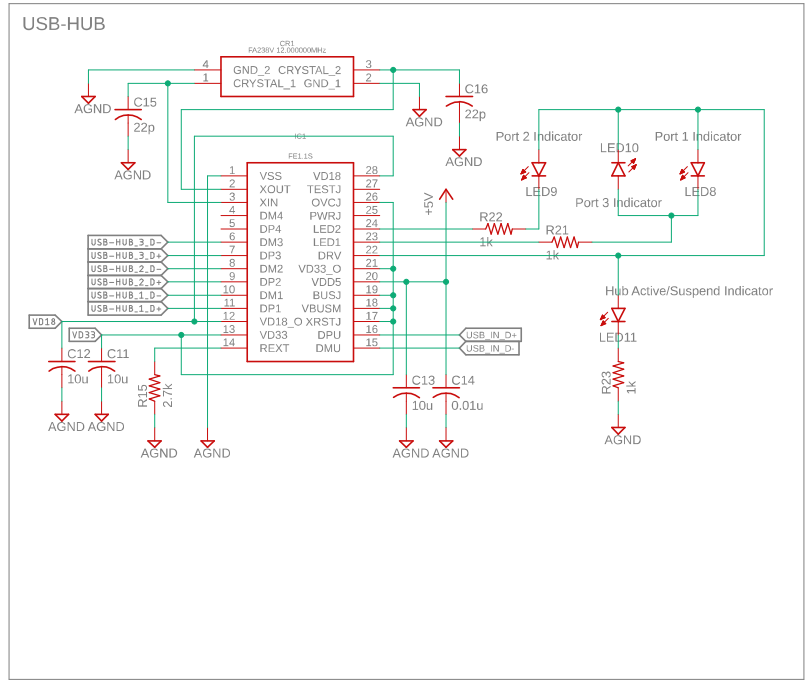 USB-HUB
CR1
FA238V 12.000000MHz
4 GND_2 CRYSTAL_2 3
1 CRYSTAL_1 GND_1 2
AGND
C15
22p
AGND
AGND
C16
22p
AGND
IC1
FE1.1S
1 VSS VD18 28
2 XOUT TESTJ 27
3 XIN OVCJ 26
4 DM4 PWRJ 25
5 DP4 LED2 24
6 DM3 LED1 23
7 DP3 DRV 22
8 DM2 VD33_O 21
9 DP2 VDD5 20
10 DM1 BUSJ 19
11 DP1 VBUSM 18
12 VD18_O XRSTJ 17
13 VD33 DPU 16
14 REXT DMU 15
USB-HUB_3_D-
USB-HUB_3_D+
USB-HUB_2_D-
USB-HUB_2_D+
USB-HUB_1_D-
USB-HUB_1_D+
VD18
VD33
C12
10u
AGND
C11
10u
AGND
R15
2.7k
AGND
AGND
+5V
R22
1k
R21
1k
Port 2 Indicator
LED9
LED10
Port 3 Indicator
Port 1 Indicator
LED8
USB_IN_D+
USB_IN_D-
C13
10u
AGND
C14
0.01u
AGND
Hub Active/Suspend Indicator
LED11
R23
1k
AGND